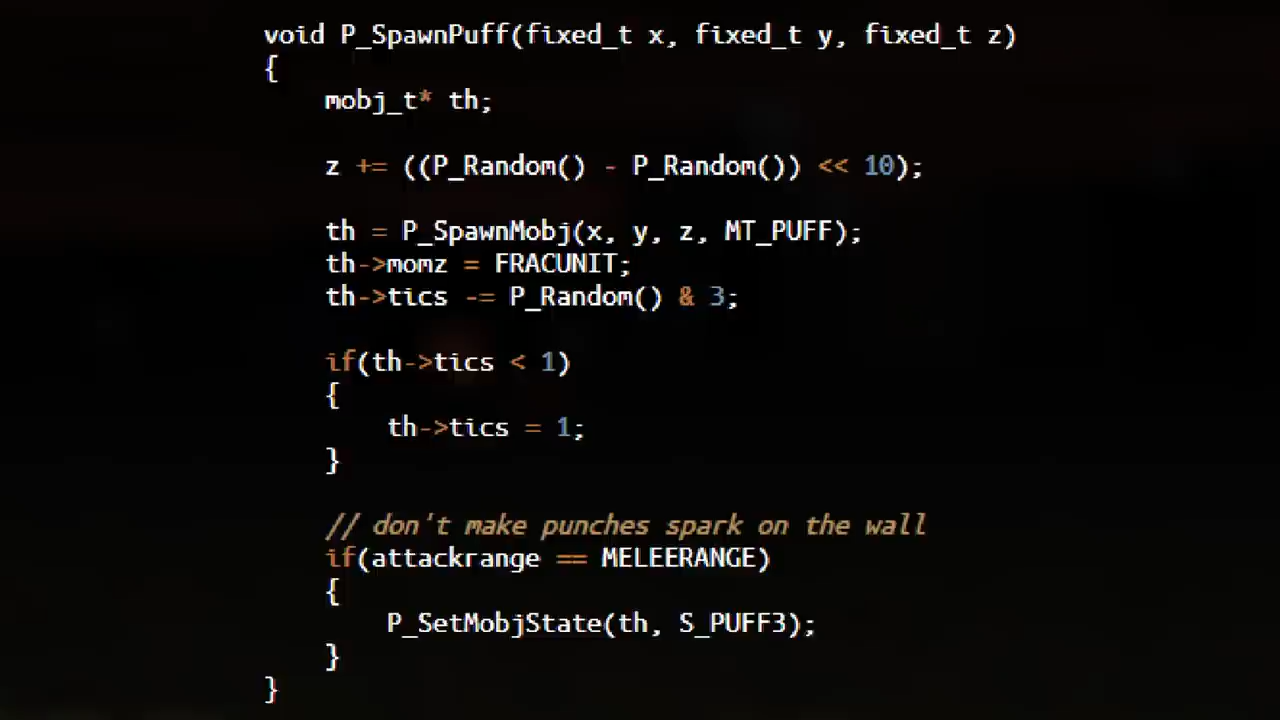 void P_SpawnPuff(fixed_t x, fixed_t y, fixed_t z)
{
    mobj_t* th;

    z += ((P_Random() - P_Random()) << 10);

    th = P_SpawnMobj(x, y, z, MT_PUFF);
    th->momz = FRACUNIT;
    th->tics -= P_Random() & 3;

    if(th->tics < 1)
    {
        th->tics = 1;
    }

    // don't make punches spark on the wall
    if(attackrange == MELEERANGE)
    {
        P_SetMobjState(th, S_PUFF3);
    }
}